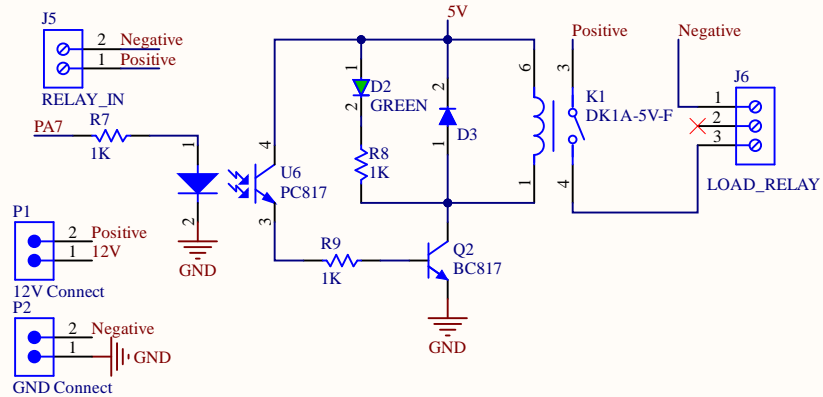 J5
2 Negative
1 Positive
RELAY_IN
PA7
R7
1K
1
2
GND
4
U6
PC817
3
R9
1K
5V
1
D2
GREEN
2
R8
1K
2
D3
1
Q2
BC817
GND
6
1
Positive
3
K1
DK1A-5V-F
4
Negative
J6
1
2
3
LOAD_RELAY
P1
2 Positive
1 12V
12V Connect
P2
2 Negative
1 GND
GND Connect